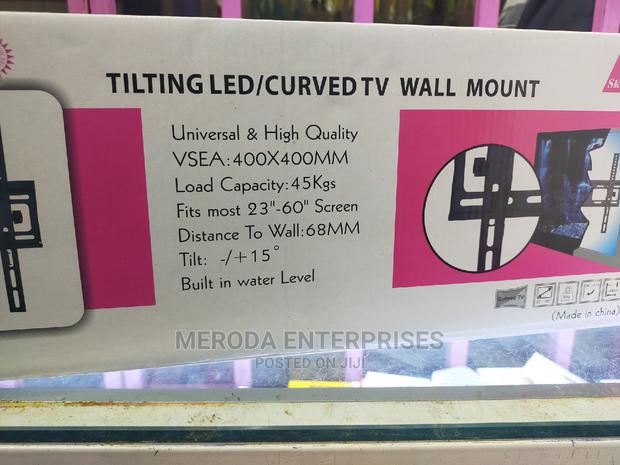 TILTING LED/CURVED TV WALL MOUNT
Sk
Universal & High Quality
VSEA:400X400MM
Load Capacity:45Kgs
Fits most 23"-60" Screen
Distance To Wall:68MM
Tilt: -/+15°
Built in water Level
Curved TV
(Made in china)
MERODA ENTERPRISES
POSTED ON JIJI